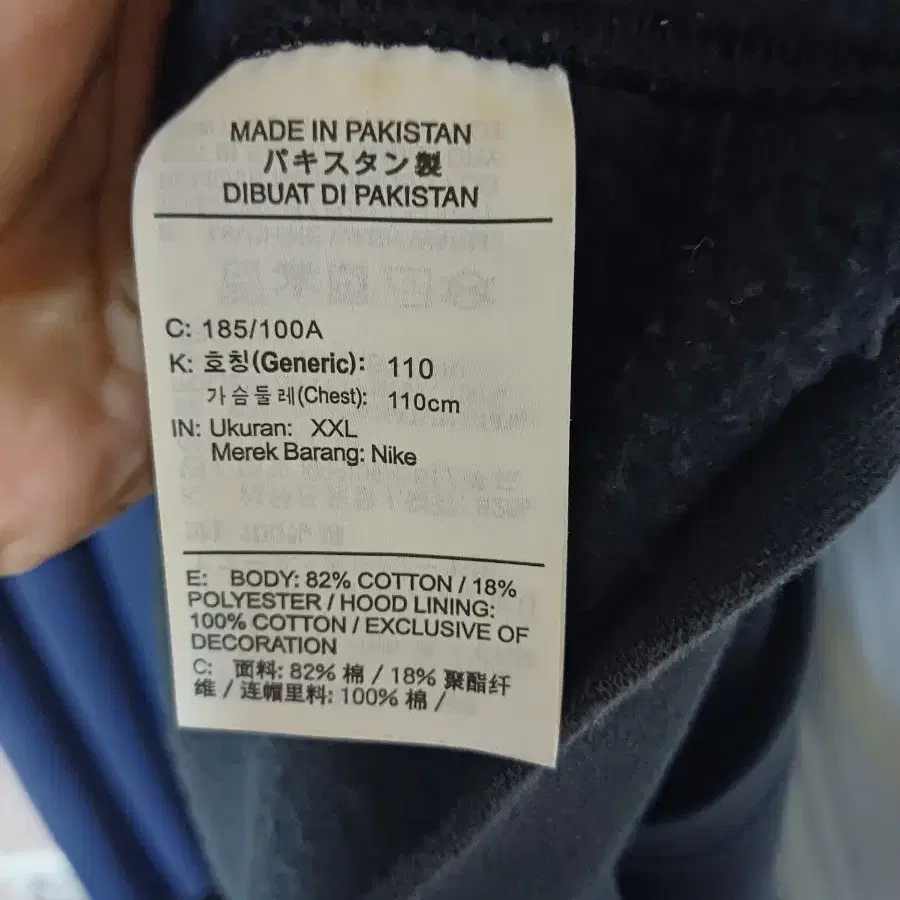 MADE IN PAKISTAN
パキスタン製
DIBUAT DI PAKISTAN
C: 185/100A
K: 호칭(Generic): 110
가슴둘레(Chest): 110cm
IN: Ukuran: XXL
Merek Barang: Nike
E: BODY: 82% COTTON / 18%
POLYESTER / HOOD LINING:
100% COTTON / EXCLUSIVE OF
DECORATION
C: 面料: 82% 棉 / 18% 聚酯纤
维 / 连帽里料: 100% 棉 /